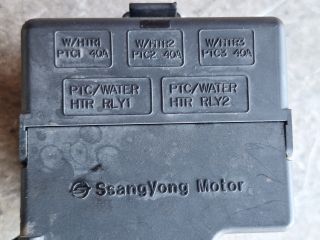 W/HTR1 W/HTR2 W/HTR3
PTC1 40A PTC2 40A PTC3 40A
PTC/WATER PTC/WATER
HTR RLY1 HTR RLY2
SsangYong Motor